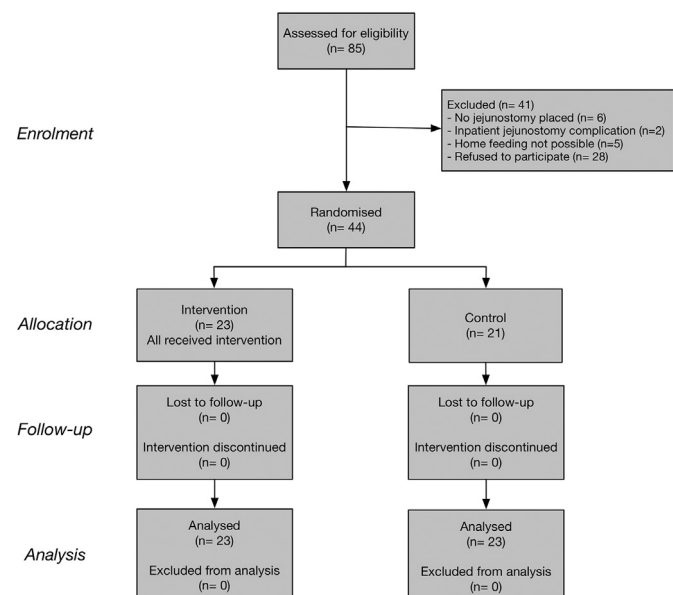 Assessed for eligibility
(n= 85)
Enrolment
Excluded (n= 41)
- No jejunostomy placed (n= 6)
- Inpatient jejunostomy complication (n=2)
- Home feeding not possible (n=5)
- Refused to participate (n= 28)
Randomised
(n= 44)
Allocation
Intervention
(n= 23)
All received intervention
Control
(n= 21)
Follow-up
Lost to follow-up
(n= 0)
Intervention discontinued
(n= 0)
Lost to follow-up
(n= 0)
Intervention discontinued
(n= 0)
Analysis
Analysed
(n= 23)
Excluded from analysis
(n= 0)
Analysed
(n= 23)
Excluded from analysis
(n= 0)